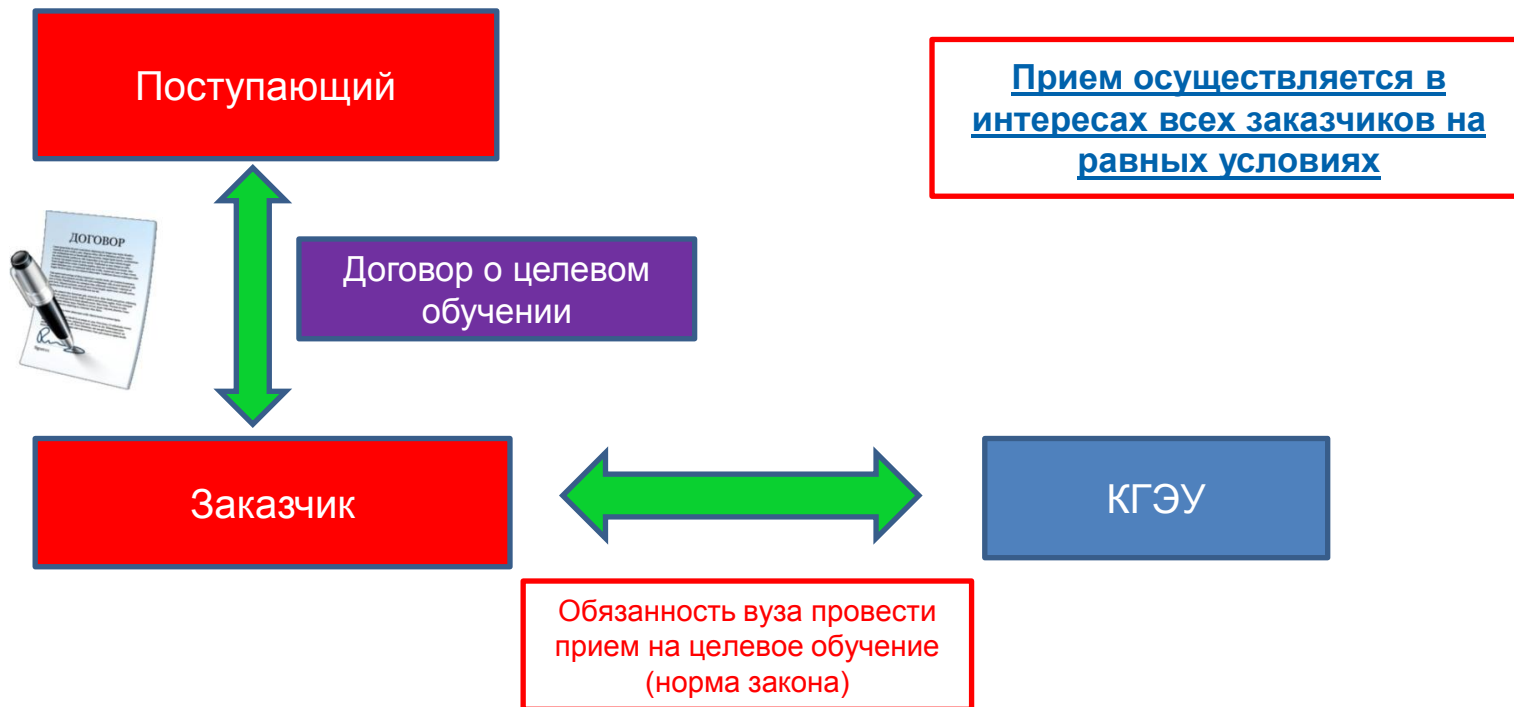 Поступающий
Прием осуществляется в
интересах всех заказчиков на
равных условиях
ДОГОВОР
Договор о целевом
обучении
Заказчик
КГЭУ
Обязанность вуза провести
прием на целевое обучение
(норма закона)